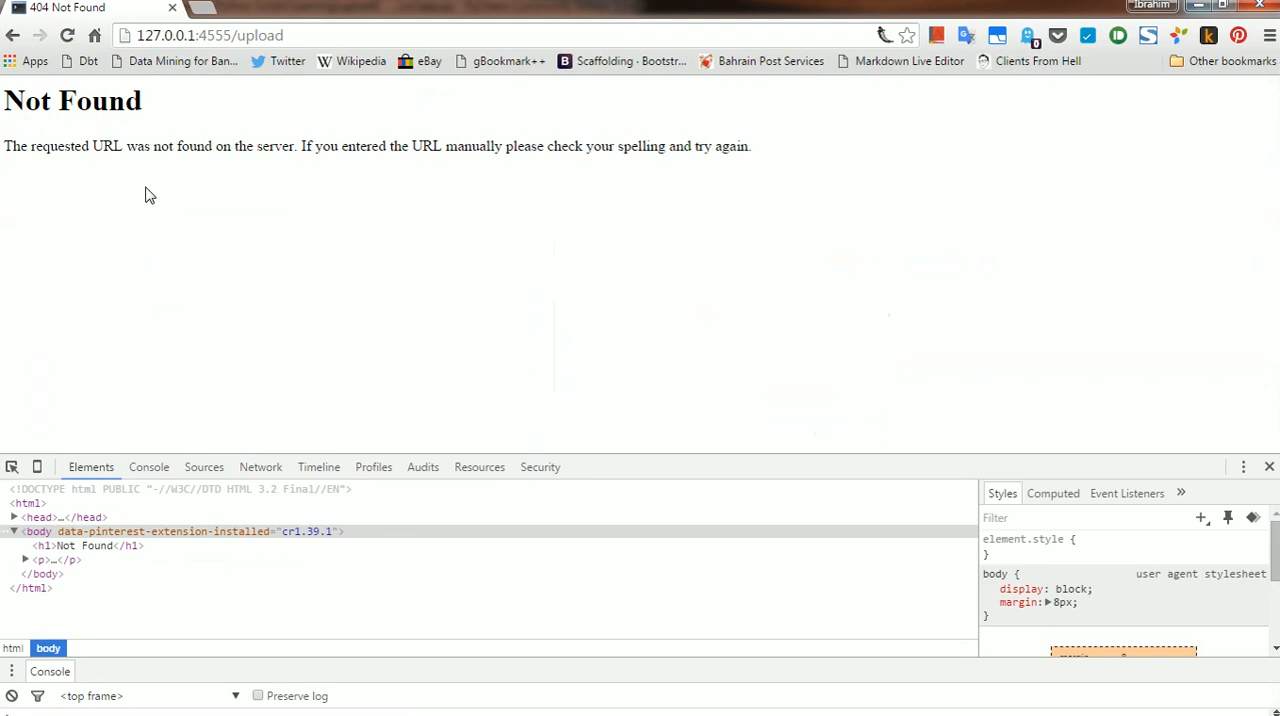 404 Not Found
Ibrahim
127.0.0.1:4555/upload
Apps Dbt Data Mining for Ban... Twitter Wikipedia eBay gBookmark++ Scaffolding · Bootstr... Bahrain Post Services Markdown Live Editor Clients From Hell Other bookmarks
Not Found
The requested URL was not found on the server. If you entered the URL manually please check your spelling and try again.
Elements Console Sources Network Timeline Profiles Audits Resources Security
<!DOCTYPE html PUBLIC "-//W3C//DTD HTML 3.2 Final//EN">
<html>
<head>…</head>
<body data-pinterest-extension-installed="cr1.39.1">
<h1>Not Found</h1>
<p>…</p>
</body>
</html>
html body
Styles Computed Event Listeners »
Filter
element.style {
}
body { user agent stylesheet
display: block;
margin: 8px;
}
Console
<top frame> Preserve log